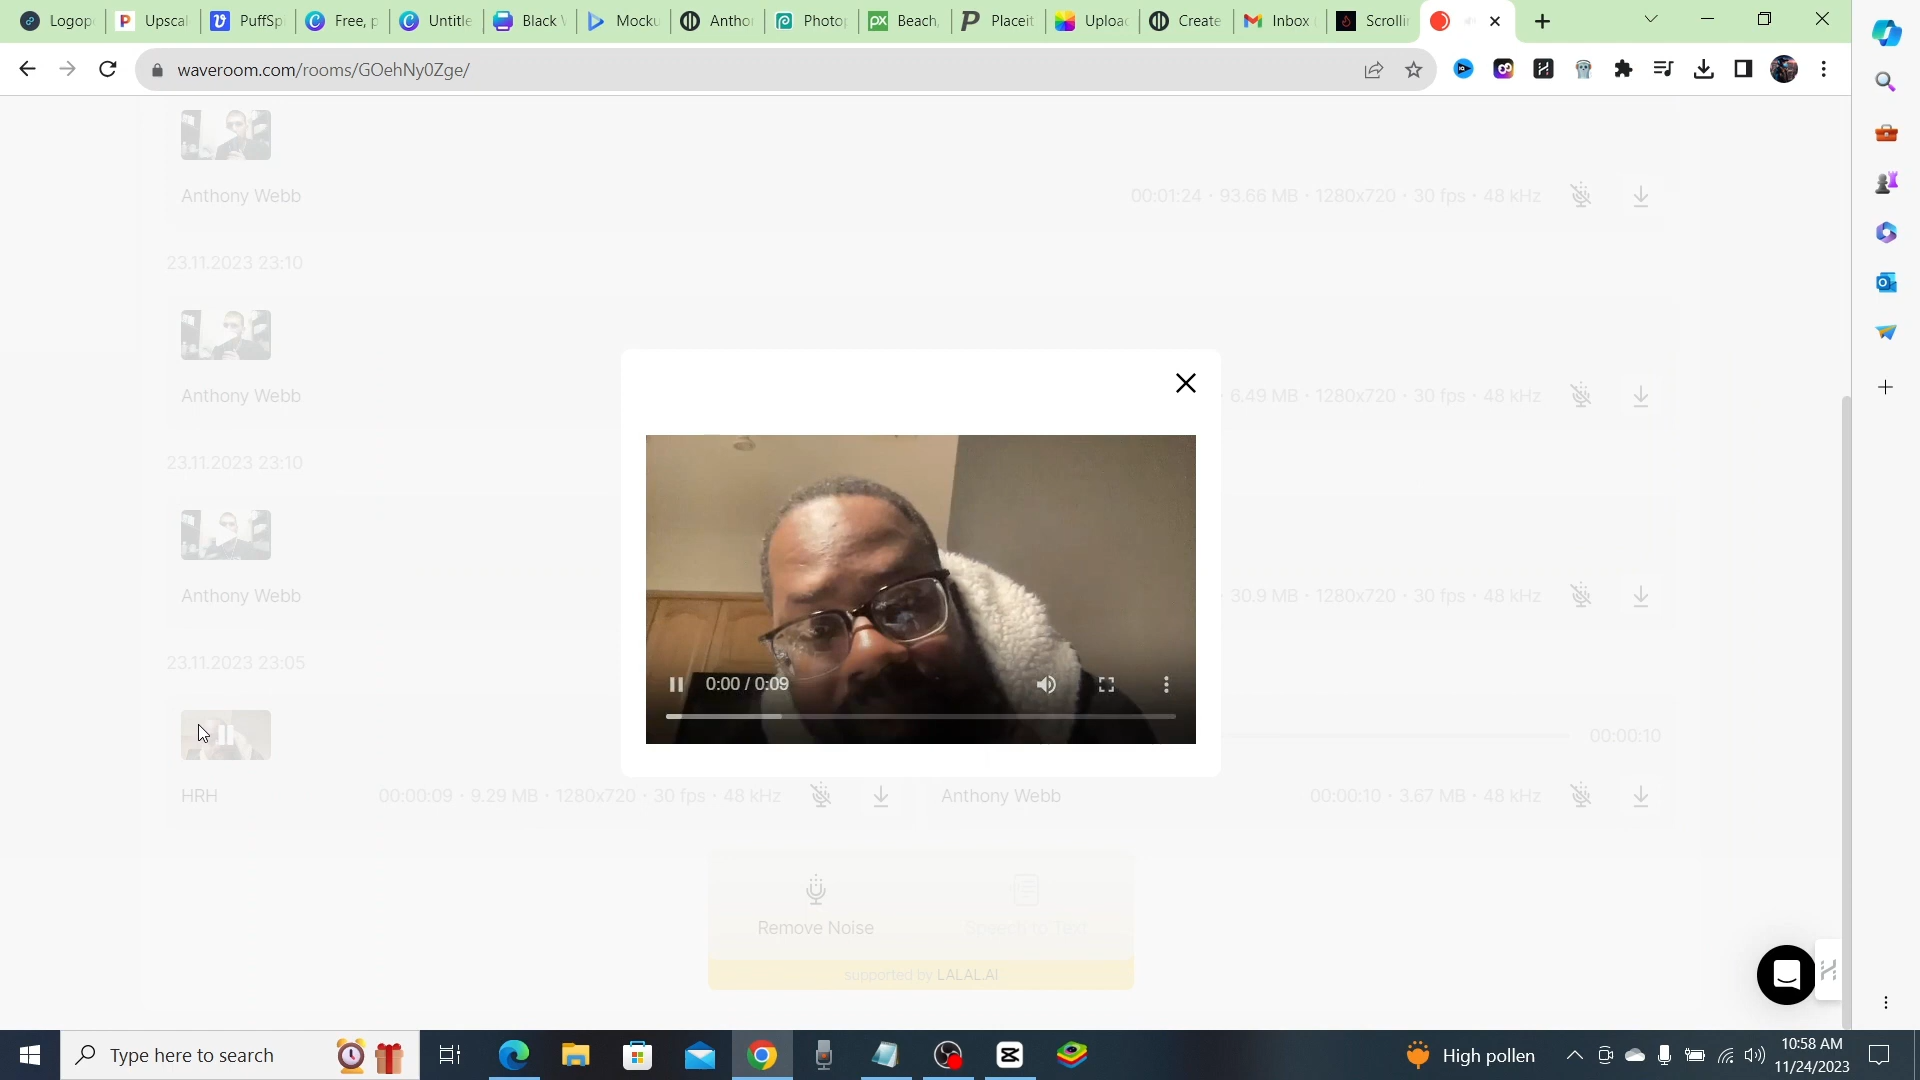 Logop
Upscal
PuffSpi
Free, p
Untitle
Black V
Mocku
Anthor
Photop
Beach,
Placeit
Uploac
Create
Inbox
Scrollin
waveroom.com/rooms/GOehNy0Zge/
Anthony Webb
00:01:24 · 93.66 MB · 1280x720 · 30 fps · 48 kHz
23.11.2023 23:10
Anthony Webb
6.49 MB · 1280x720 · 30 fps · 48 kHz
23.11.2023 23:10
Anthony Webb
30.9 MB · 1280x720 · 30 fps · 48 kHz
23.11.2023 23:05
0:00 / 0:09
00:00:10
HRH
00:00:09 · 9.29 MB · 1280x720 · 30 fps · 48 kHz
Anthony Webb
00:00:10 · 3.67 MB · 48 kHz
Remove Noise
Speech to Text
supported by LALAL.AI
Type here to search
High pollen
10:58 AM
11/24/2023